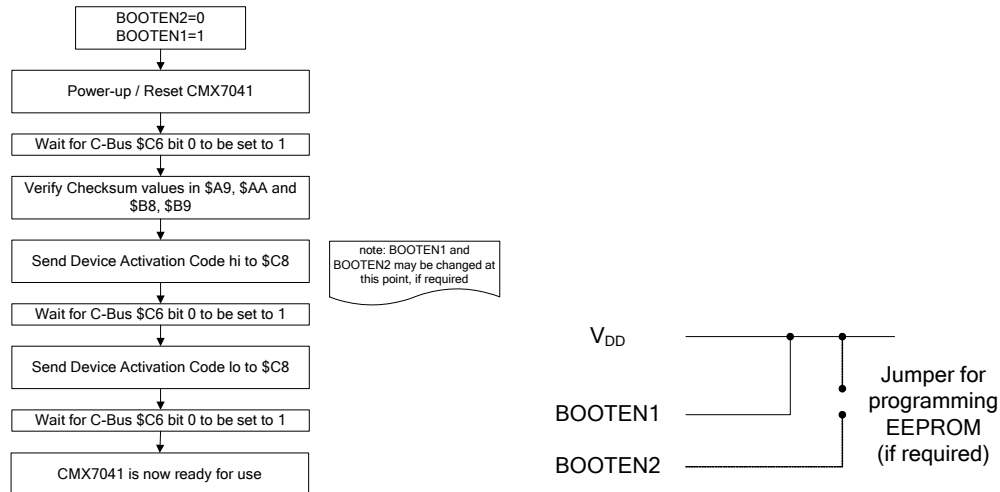 BOOTEN2=0
BOOTEN1=1
Power-up / Reset CMX7041
Wait for C-Bus $C6 bit 0 to be set to 1
Verify Checksum values in $A9, $AA and
$B8, $B9
Send Device Activation Code hi to $C8
note: BOOTEN1 and
BOOTEN2 may be changed at
this point, if required
Wait for C-Bus $C6 bit 0 to be set to 1
Send Device Activation Code lo to $C8
Wait for C-Bus $C6 bit 0 to be set to 1
CMX7041 is now ready for use
VDD
BOOTEN1
BOOTEN2
Jumper for
programming
EEPROM
(if required)